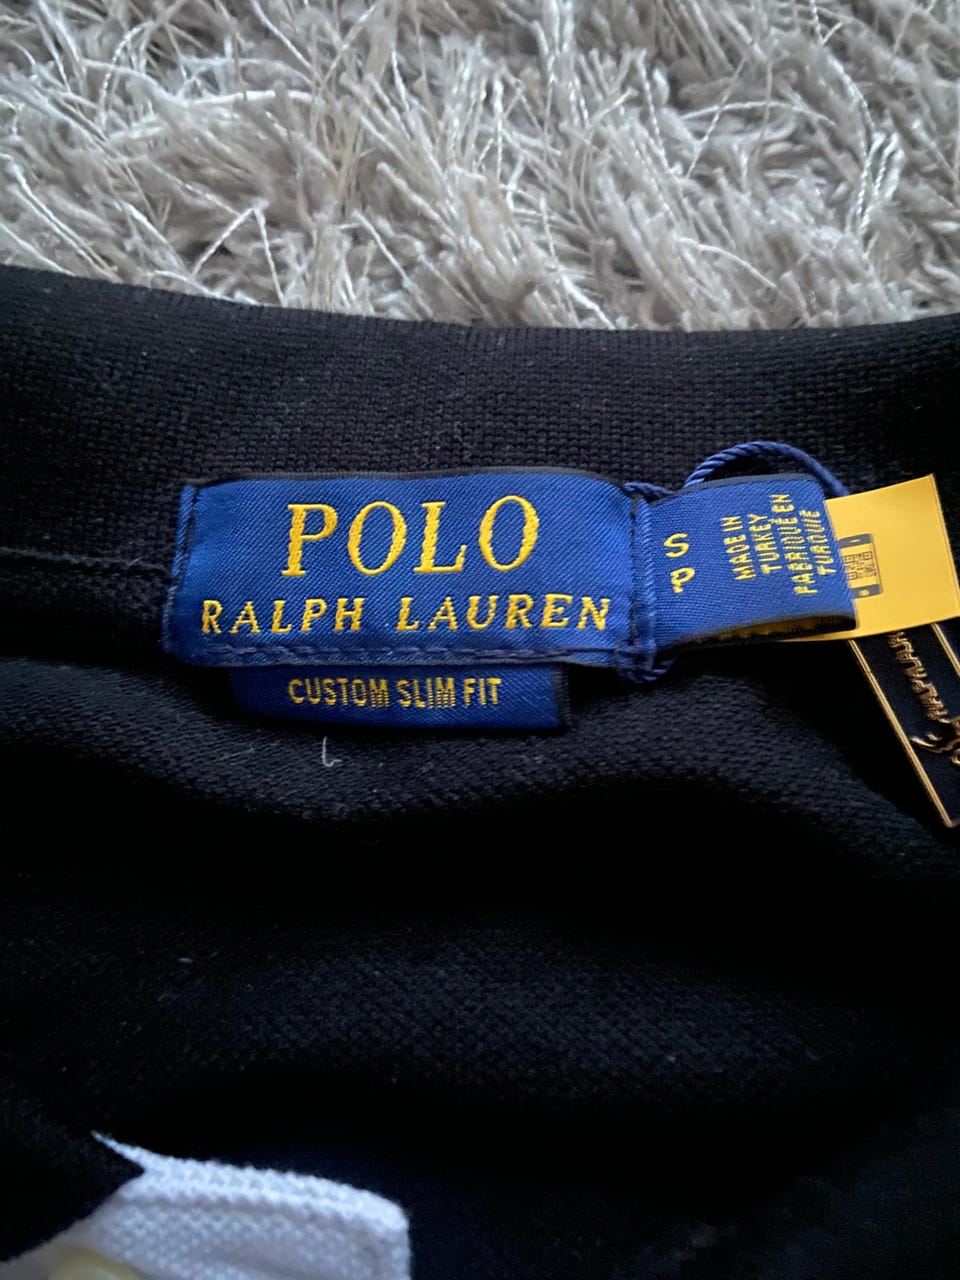 POLO
RALPH LAUREN
CUSTOM SLIM FIT
S
P
MADE IN
TURKEY
FABRIQUÉ EN
TURQUIE